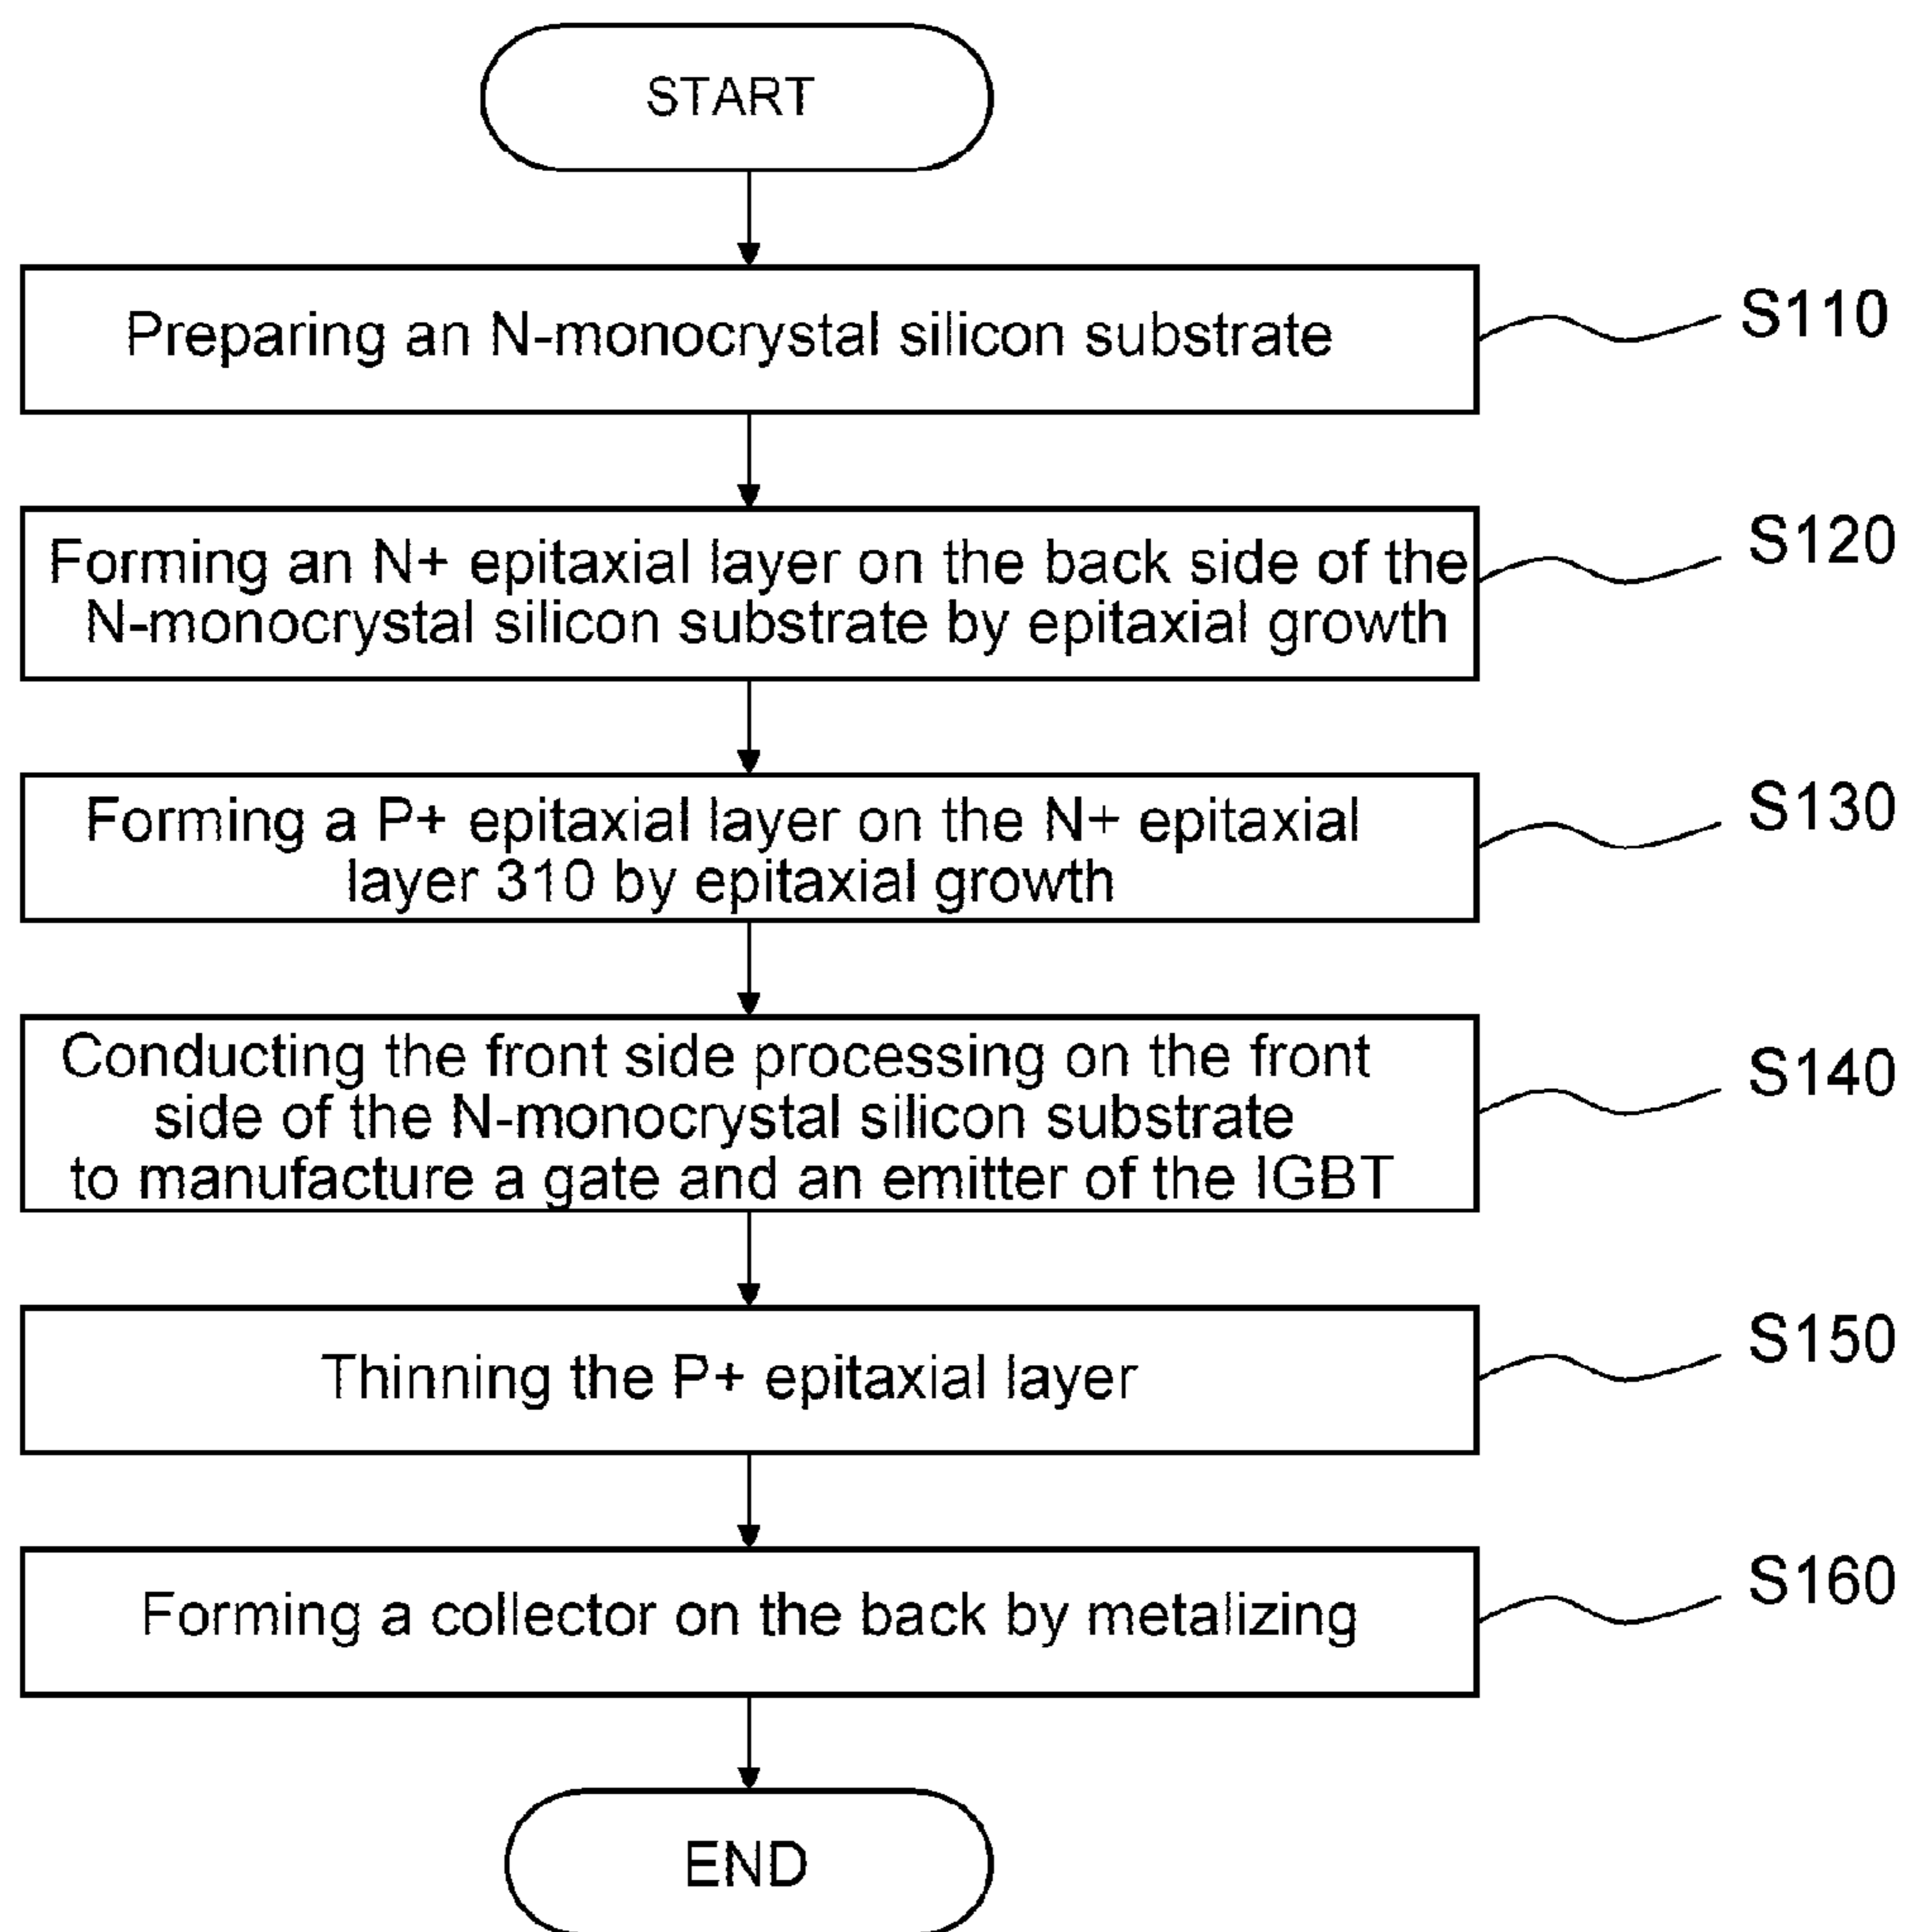 START
Preparing an N-monocrystal silicon substrate
S110
Forming an N+ epitaxial layer on the back side of the
N-monocrystal silicon substrate by epitaxial growth
S120
Forming a P+ epitaxial layer on the N+ epitaxial
layer 310 by epitaxial growth
S130
Conducting the front side processing on the front
side of the N-monocrystal silicon substrate
to manufacture a gate and an emitter of the IGBT
S140
Thinning the P+ epitaxial layer
S150
Forming a collector on the back by metalizing
S160
END